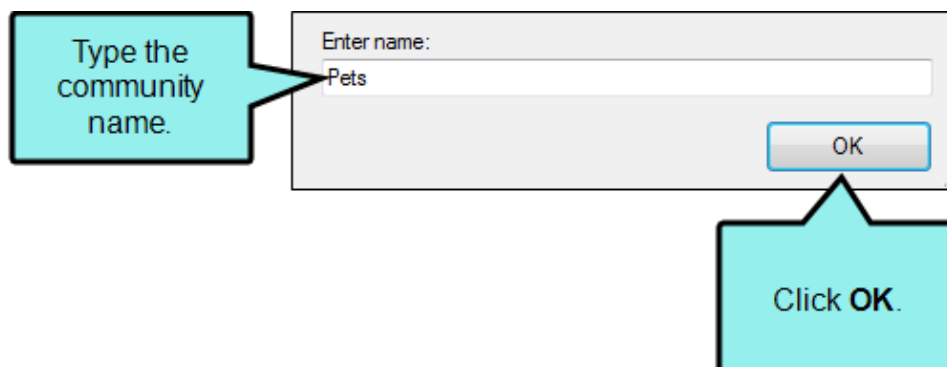 Type the
community
name.
Enter name:
Pets
OK
Click OK.